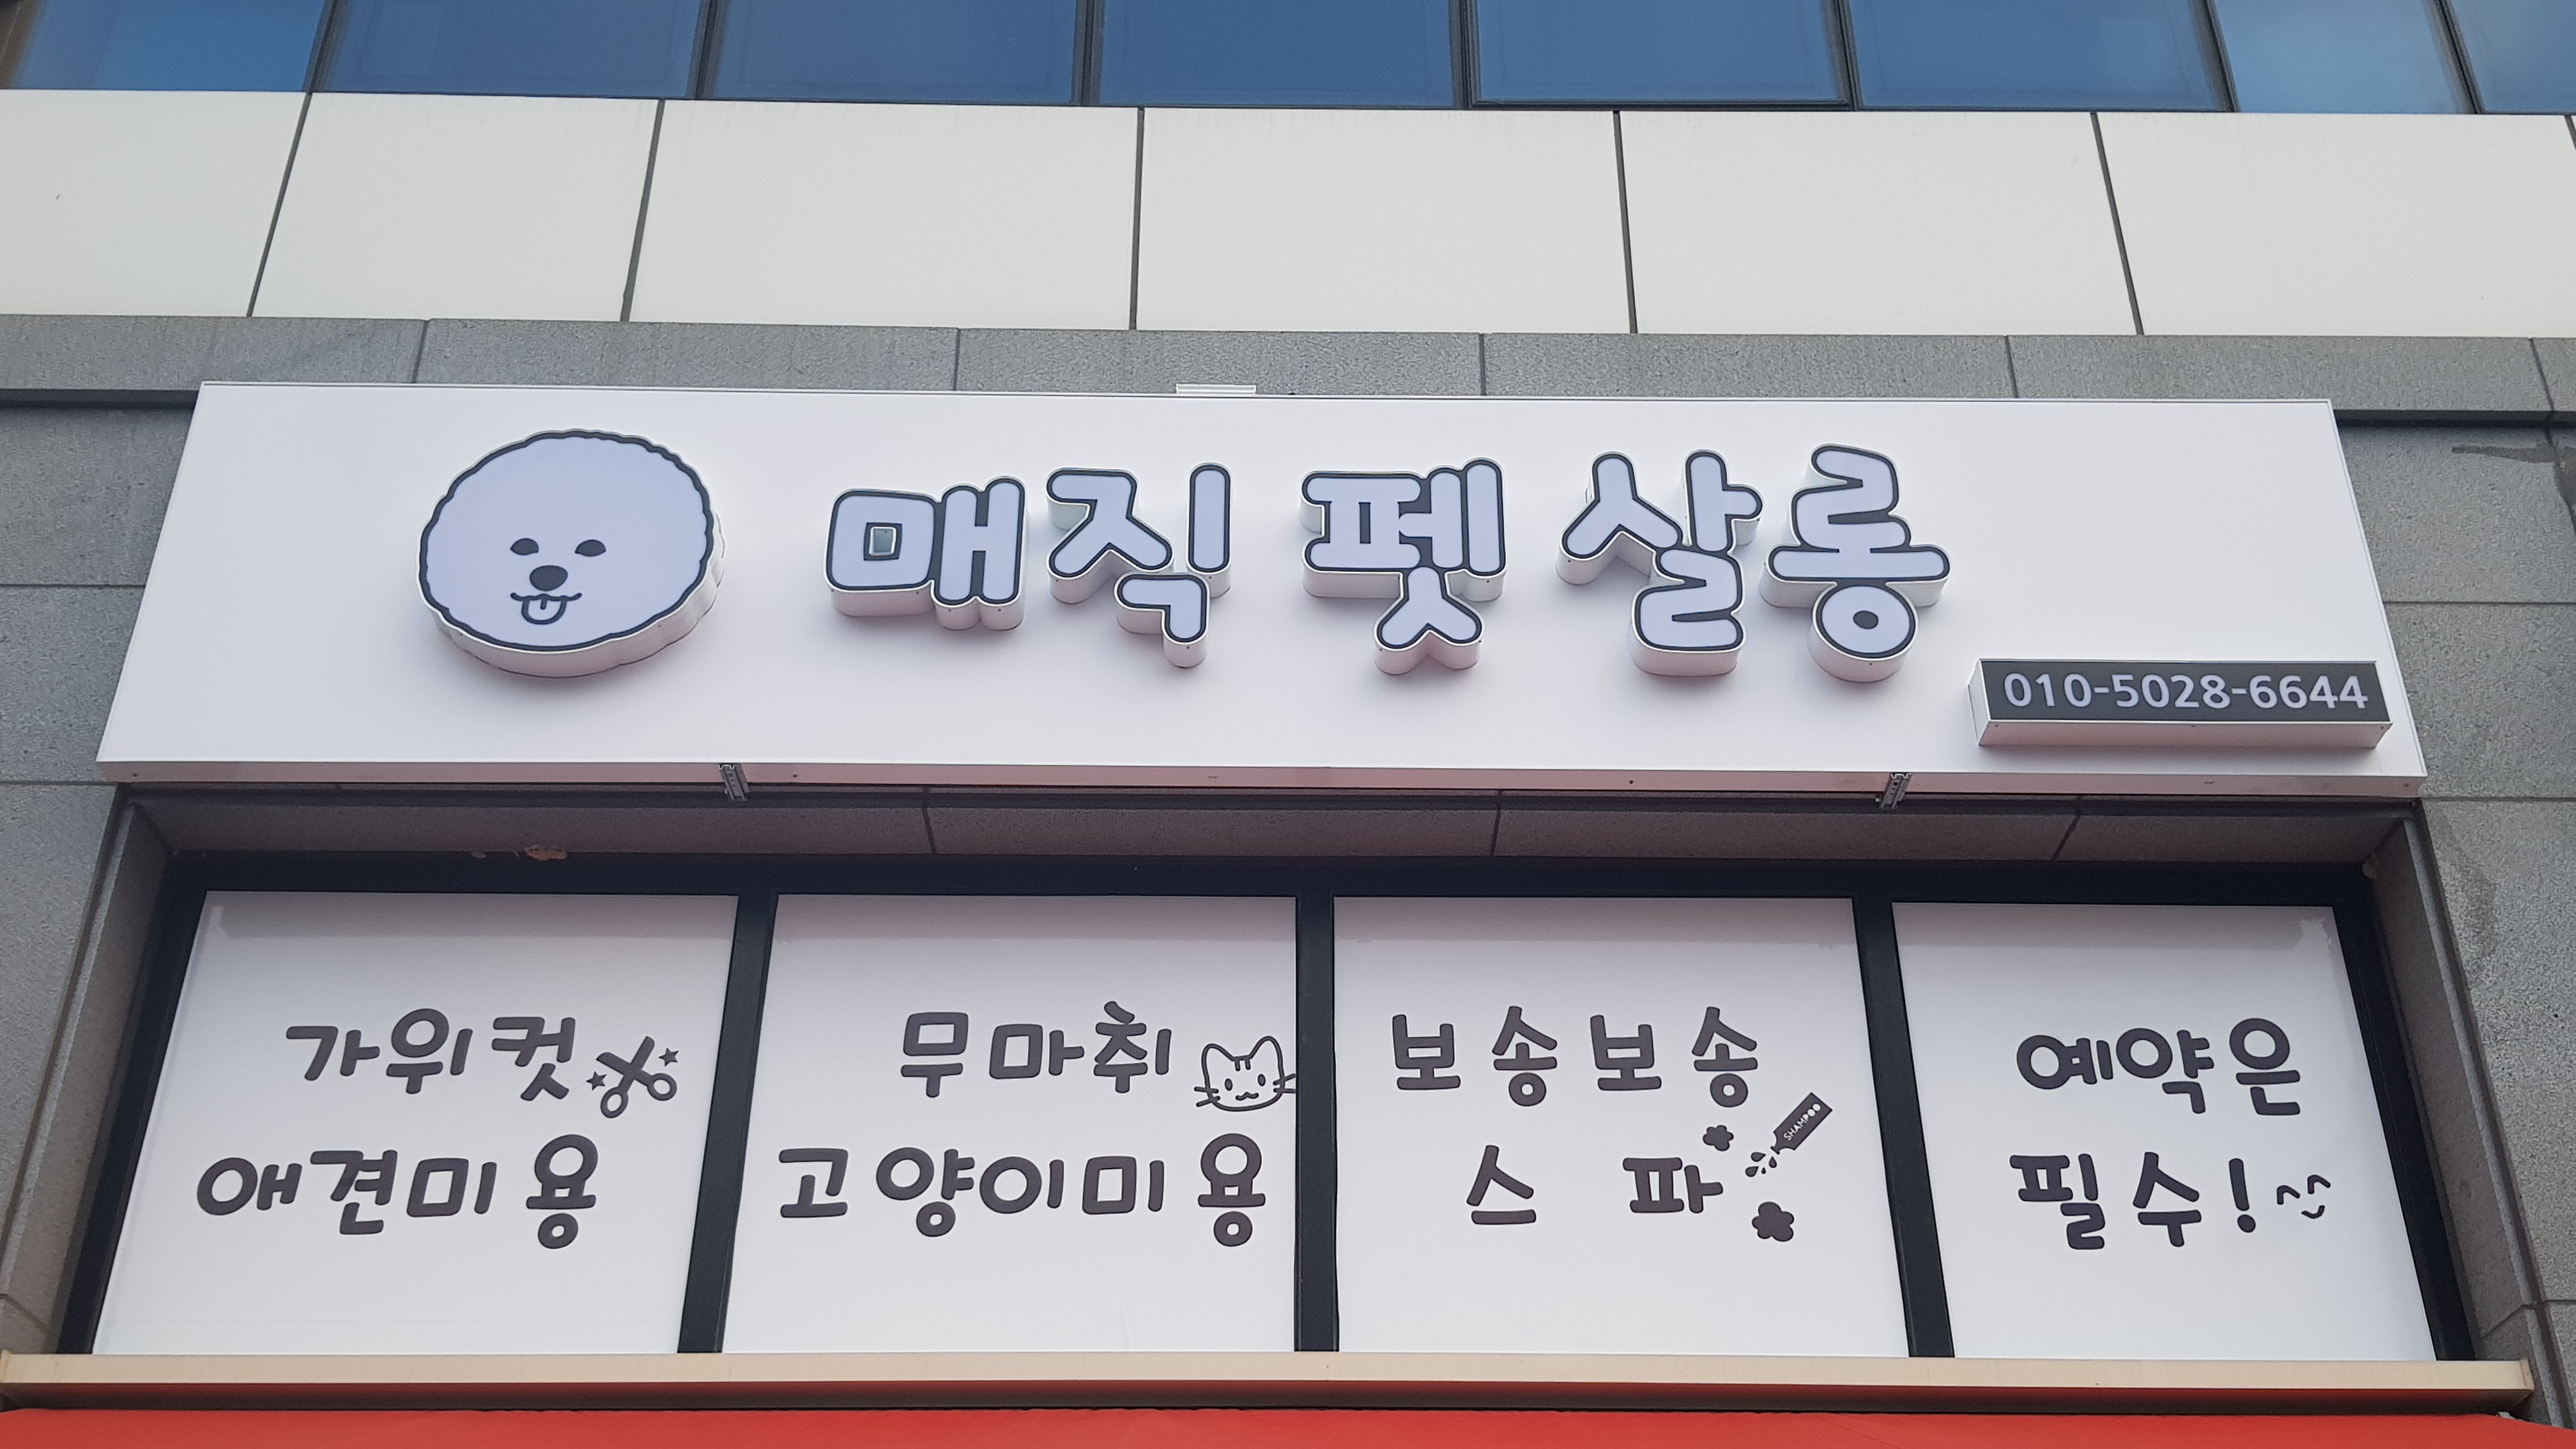 매직 펫 살롱
010-5028-6644
가위컷
애견미용
무마취
고양이미용
보송보송
스파
SHAMPOO
예약은
필수!^^